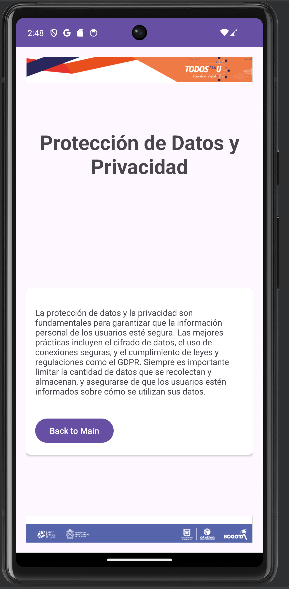 2:48
TODOS A LA U
Protección de Datos y
Privacidad
La protección de datos y la privacidad son
fundamentales para garantizar que la información
personal de los usuarios esté segura. Las mejores
prácticas incluyen el cifrado de datos, el uso de
conexiones seguras, y el cumplimiento de leyes y
regulaciones como el GDPR. Siempre es importante
limitar la cantidad de datos que se recolectan y
almacenan, y asegurarse de que los usuarios estén
informados sobre cómo se utilizan sus datos.
Back to Main
BOGOTÁ